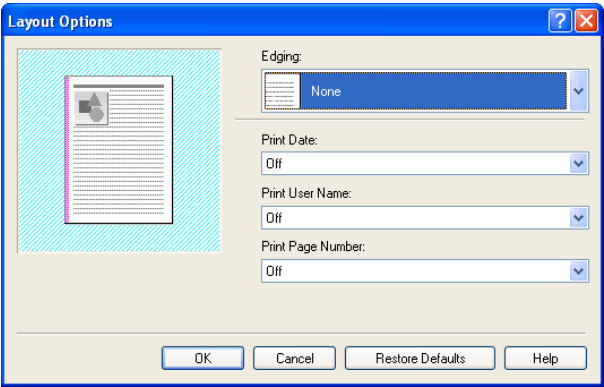 Layout Options
Edging:
None
Print Date:
Off
Print User Name:
Off
Print Page Number:
Off
OK Cancel Restore Defaults Help